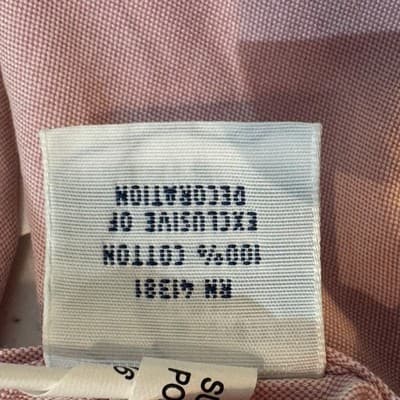 RN 41381
100% COTTON
EXCLUSIVE OF
DECORATION